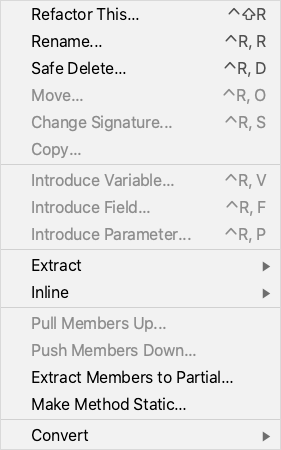 Refactor This... ^⇧R
Rename... ^R, R
Safe Delete... ^R, D
Move... ^R, O
Change Signature... ^R, S
Copy...
Introduce Variable... ^R, V
Introduce Field... ^R, F
Introduce Parameter... ^R, P
Extract
Inline
Pull Members Up...
Push Members Down...
Extract Members to Partial...
Make Method Static...
Convert